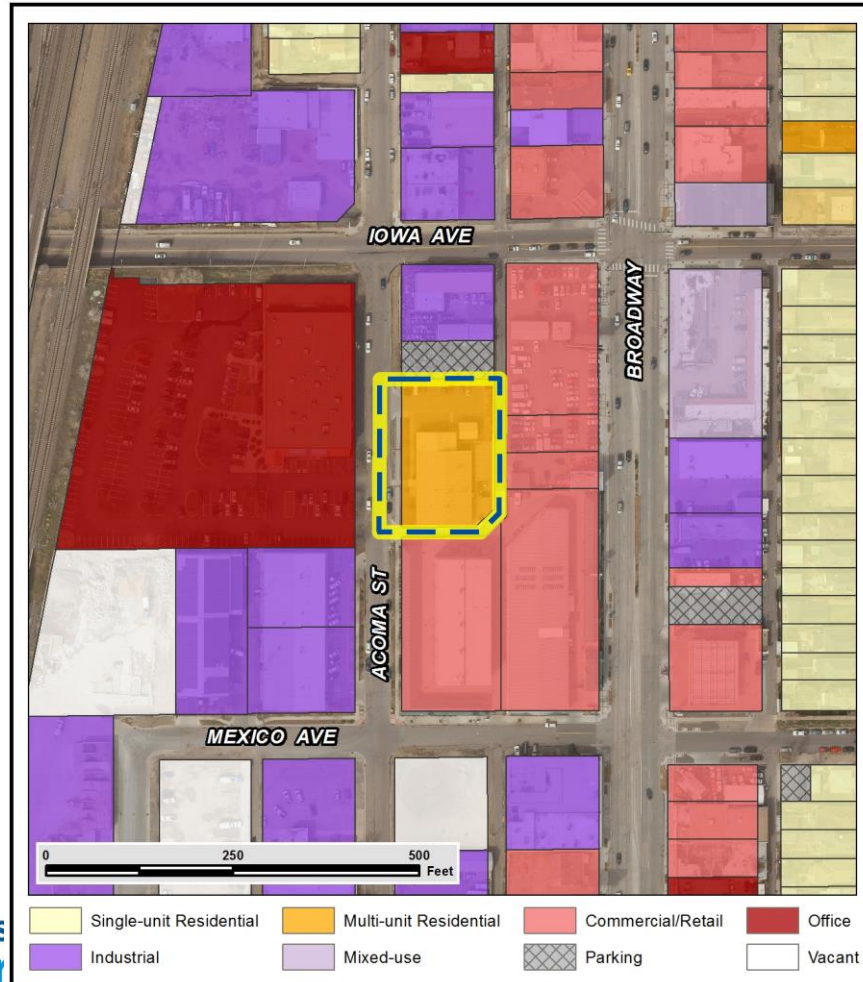 IOWA AVE
BROADWAY
ACOMA ST
MEXICO AVE
0 250 500
Feet
Single-unit Residential Multi-unit Residential Commercial/Retail Office
Industrial Mixed-use Parking Vacant